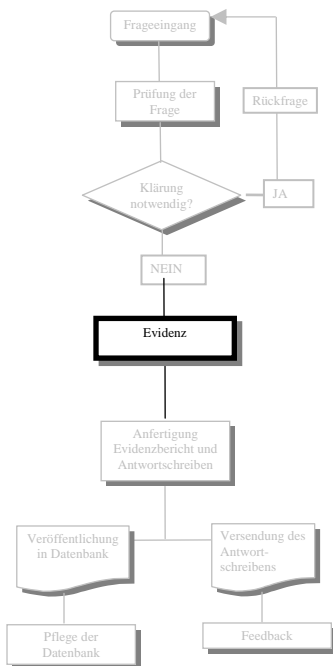 Frageeingang
Prüfung der
Frage
Rückfrage
Klärung
notwendig?
JA
NEIN
Evidenz
Anfertigung
Evidenzbericht und
Antwortschreiben
Veröffentlichung
in Datenbank
Versendung des
Antwort-
schreibens
Pflege der
Datenbank
Feedback